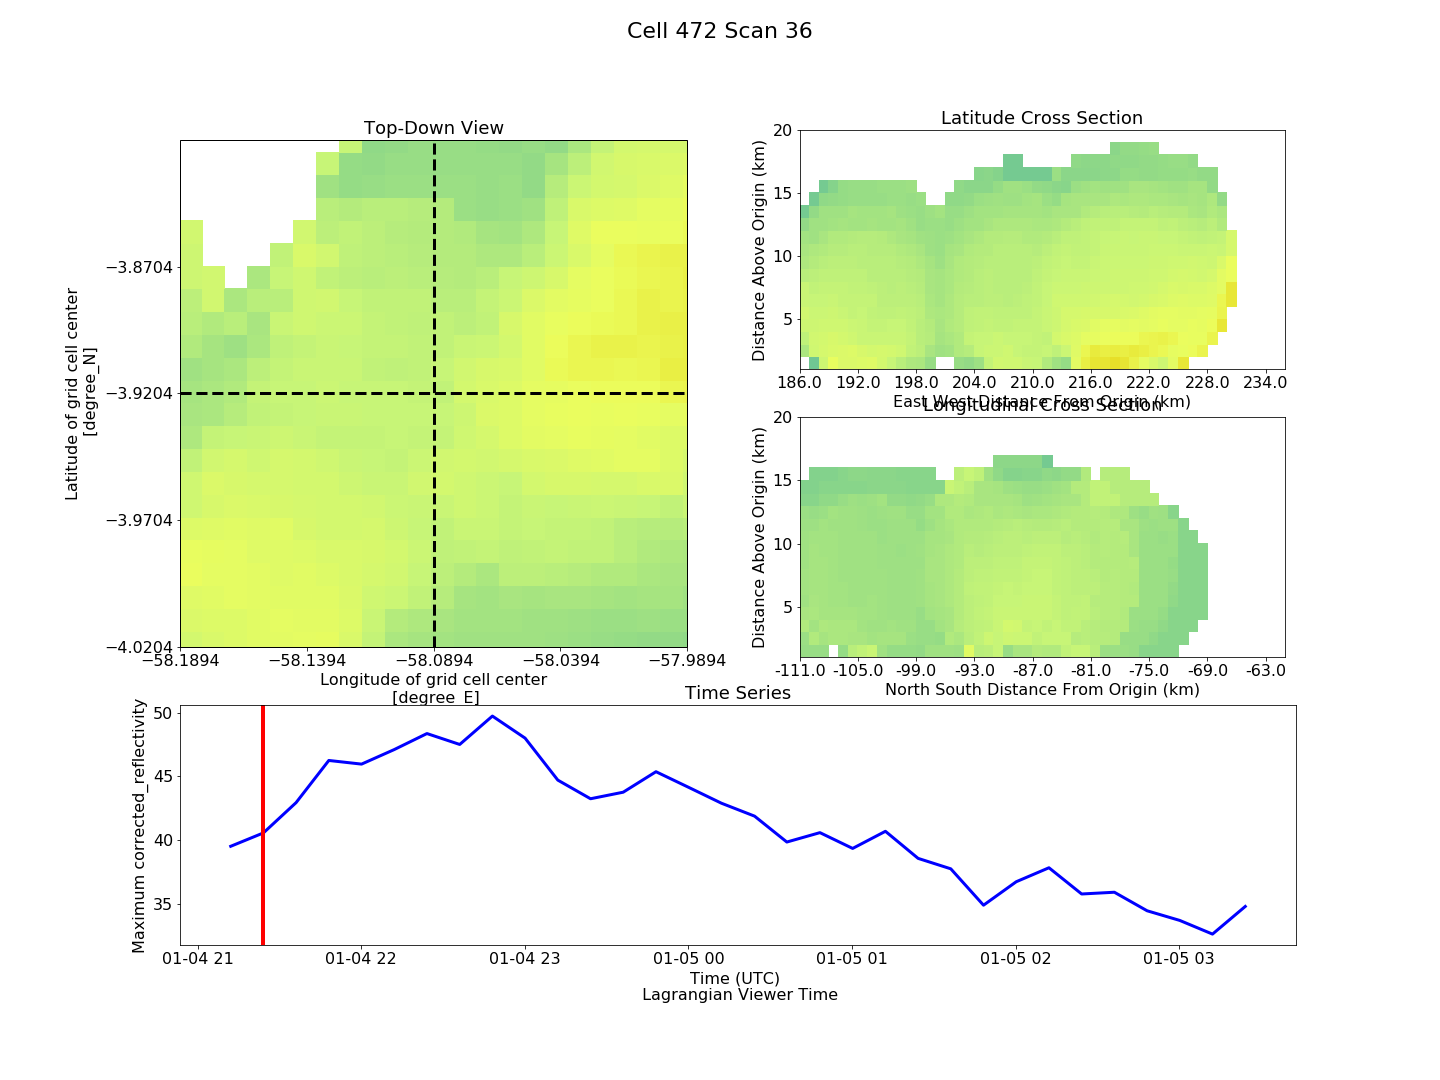 Cell 472 Scan 36
Top-Down View
Latitude of grid cell center
[degree_N]
−3.8704
−3.9204
−3.9704
−4.0204
−58.1894 −58.1394 −58.0894 −58.0394 −57.9894
Longitude of grid cell center
[degree_E]
Latitude Cross Section
Distance Above Origin (km)
20
15
10
5
186.0 192.0 198.0 204.0 210.0 216.0 222.0 228.0 234.0
East West Distance From Origin (km)
Longitudinal Cross Section
Distance Above Origin (km)
20
15
10
5
-111.0 -105.0 -99.0 -93.0 -87.0 -81.0 -75.0 -69.0 -63.0
North South Distance From Origin (km)
Time Series
Maximum corrected_reflectivity
50
45
40
35
01-04 21 01-04 22 01-04 23 01-05 00 01-05 01 01-05 02 01-05 03
Time (UTC)
Lagrangian Viewer Time